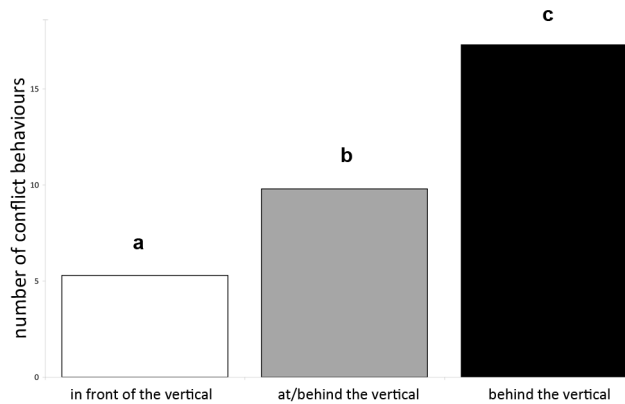 c
15
b
number of conflict behaviours
10
a
5
0
in front of the vertical
at/behind the vertical
behind the vertical